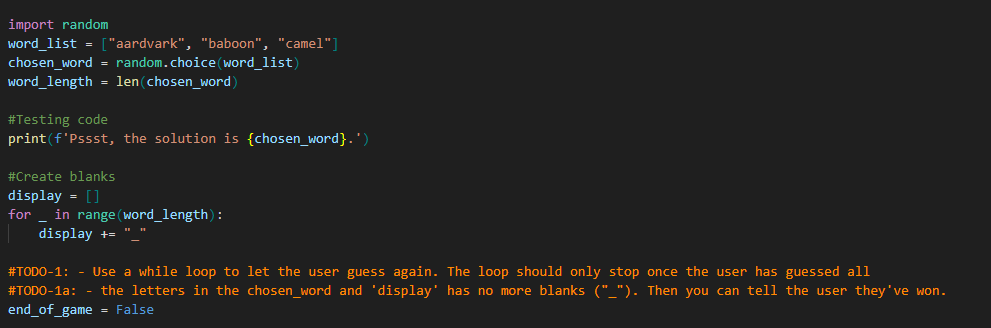 import random
word_list = ["aardvark", "baboon", "camel"]
chosen_word = random.choice(word_list)
word_length = len(chosen_word)
#Testing code
print(f'Pssst, the solution is {chosen_word}.')
#Create blanks
display = []
for _ in range(word_length):
    display += "_"
#TODO-1: - Use a while loop to let the user guess again. The loop should only stop once the user has guessed all
#TODO-1a: - the letters in the chosen_word and 'display' has no more blanks ("_"). Then you can tell the user they've won.
end_of_game = False